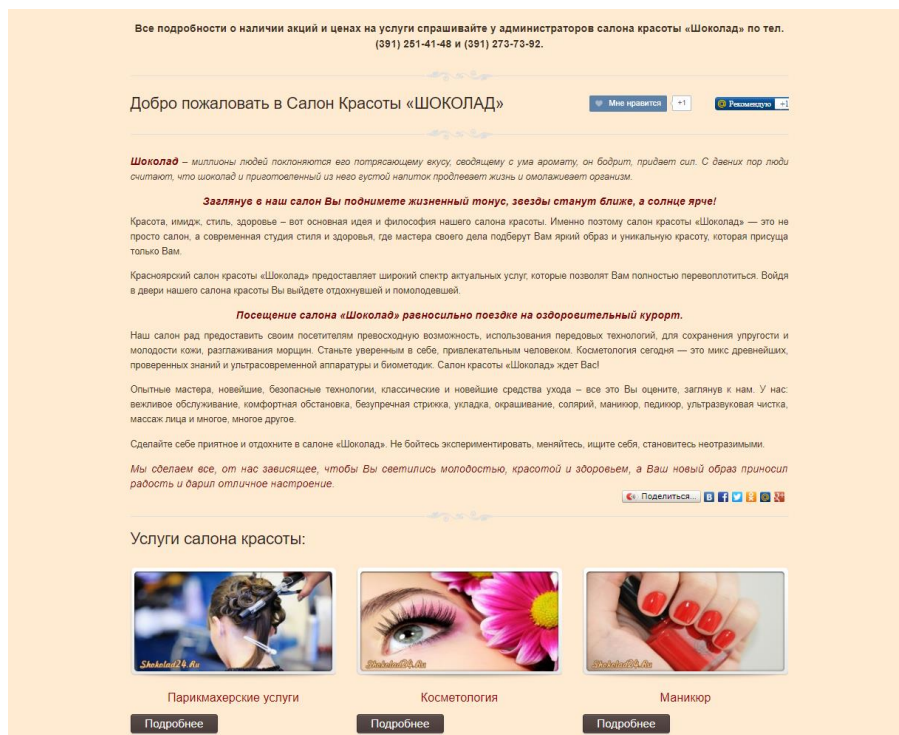 Все подробности о наличии акций и ценах на услуги спрашивайте у администраторов салона красоты «Шоколад» по тел.
(391) 251-41-48 и (391) 273-73-92.
Добро пожаловать в Салон Красоты «ШОКОЛАД»
Мне нравится +1
Рекомендую +1
Шоколад – миллионы людей поклоняются его потрясающему вкусу, сводящему с ума аромату, он бодрит, придает сил. С давних пор люди
считают, что шоколад и приготовленный из него густой напиток продлевает жизнь и омолаживает организм.
Заглянув в наш салон Вы поднимете жизненный тонус, звезды станут ближе, а солнце ярче!
Красота, имидж, стиль, здоровье – вот основная идея и философия нашего салона красоты. Именно поэтому салон красоты «Шоколад» — это не
просто салон, а современная студия стиля и здоровья, где мастера своего дела подберут Вам яркий образ и уникальную красоту, которая присуща
только Вам.
Красноярский салон красоты «Шоколад» предоставляет широкий спектр актуальных услуг, которые позволят Вам полностью перевоплотиться. Войдя
в двери нашего салона красоты Вы выйдете отдохнувшей и помолодевшей.
Посещение салона «Шоколад» равносильно поездке на оздоровительный курорт.
Наш салон рад предоставить своим посетителям превосходную возможность, использования передовых технологий, для сохранения упругости и
молодости кожи, разглаживания морщин. Станьте уверенным в себе, привлекательным человеком. Косметология сегодня — это микс древнейших,
проверенных знаний и ультрасовременной аппаратуры и биометодик. Салон красоты «Шоколад» ждет Вас!
Опытные мастера, новейшие, безопасные технологии, классические и новейшие средства ухода – все это Вы оцените, заглянув к нам. У нас:
вежливое обслуживание, комфортная обстановка, безупречная стрижка, укладка, окрашивание, солярий, маникюр, педикюр, ультразвуковая чистка,
массаж лица и многое, многое другое.
Сделайте себе приятное и отдохните в салоне «Шоколад». Не бойтесь экспериментировать, меняйтесь, ищите себя, становитесь неотразимыми.
Мы сделаем все, от нас зависящее, чтобы Вы светились молодостью, красотой и здоровьем, а Ваш новый образ приносил
радость и дарил отличное настроение.
Поделиться...
Услуги салона красоты:
Shokolad24.Ru Shokolad24.Ru Shokolad24.Ru
Парикмахерские услуги Косметология Маникюр
Подробнее Подробнее Подробнее